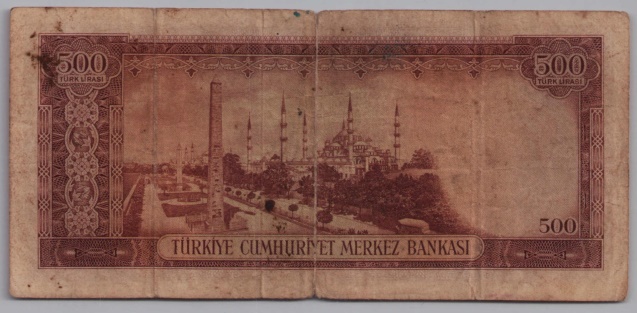 500 500
TÜRK LİRASI TÜRK LİRASI
500
TÜRKİYE CUMHURİYET MERKEZ BANKASI